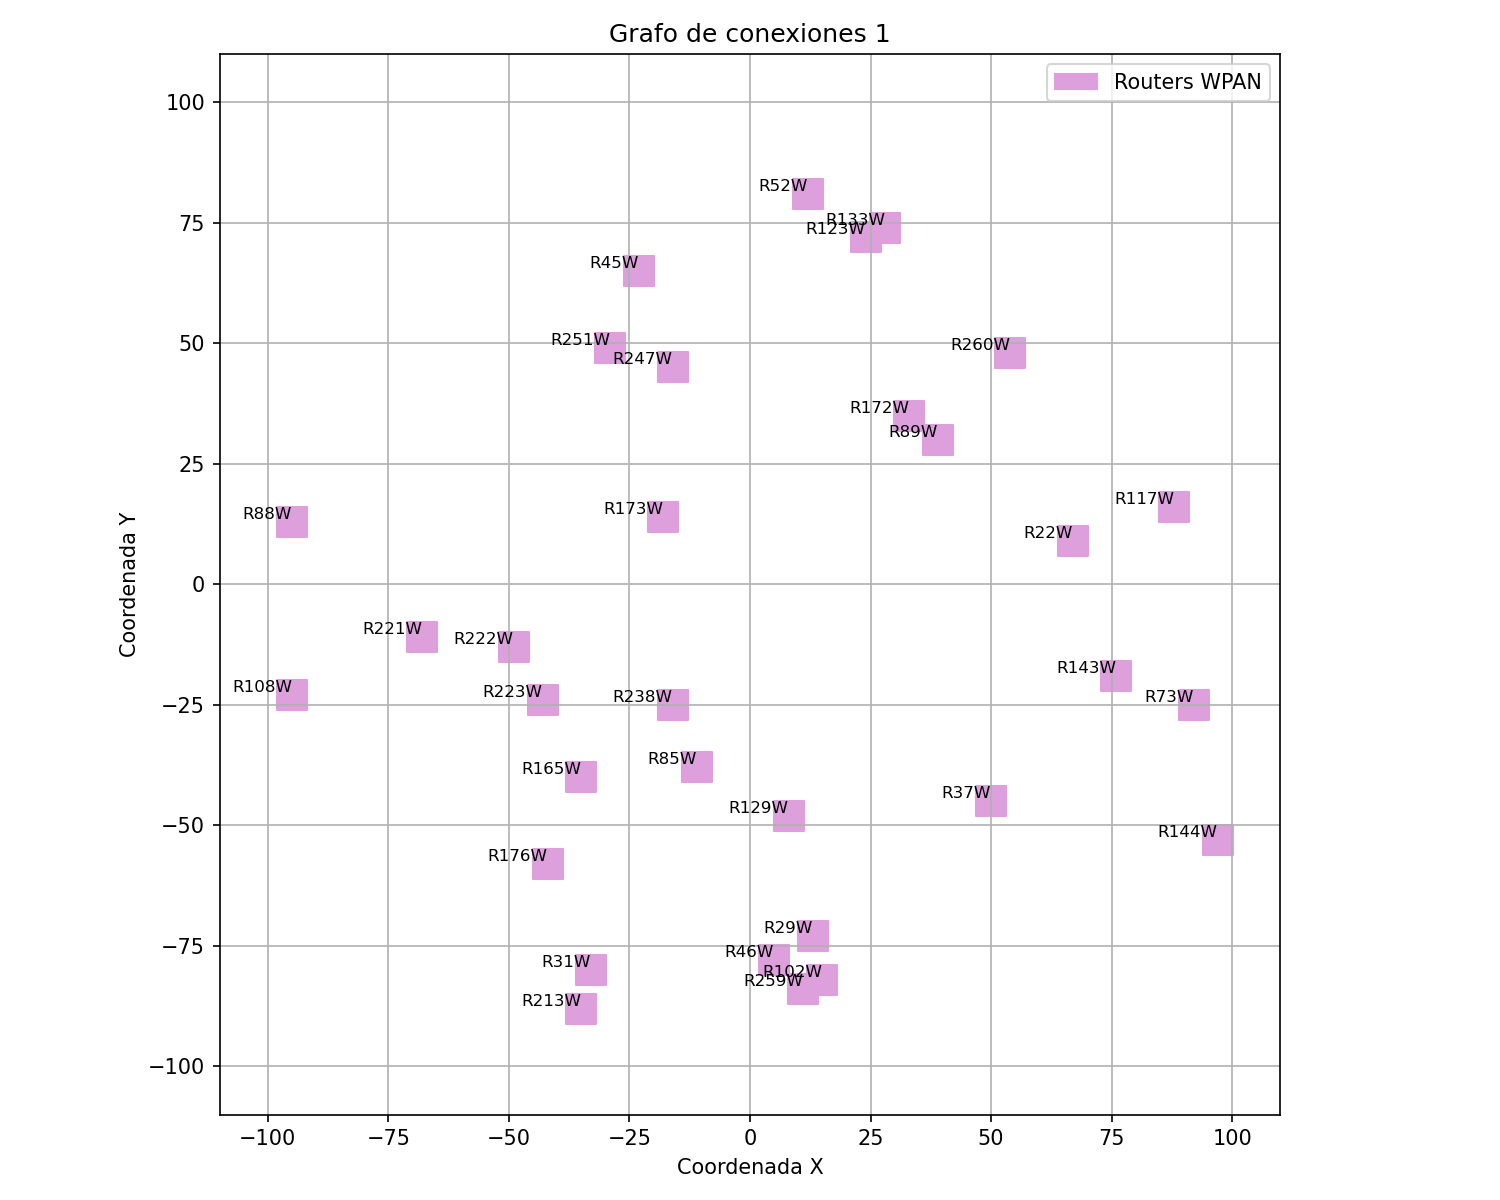 Grafo de conexiones 1
Routers WPAN
100
75
50
25
0
−25
−50
−75
−100
Coordenada Y
R52W
R133W
R123W
R45W
R251W
R247W
R260W
R172W
R89W
R88W
R173W
R117W
R22W
R221W
R222W
R108W
R223W
R238W
R143W
R73W
R165W
R85W
R129W
R37W
R144W
R176W
R29W
R46W
R31W
R102W
R259W
R213W
−100
−75
−50
−25
0
25
50
75
100
Coordenada X